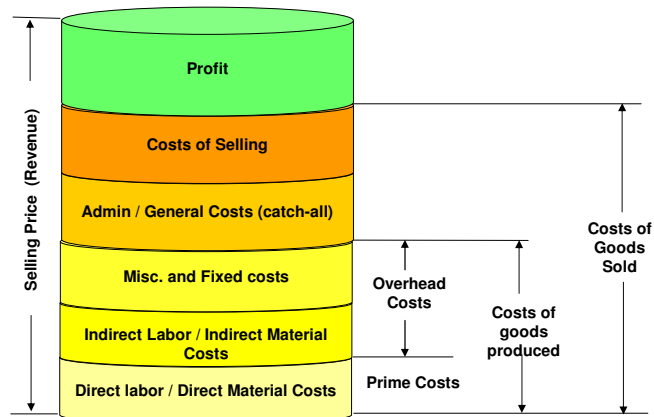 Selling Price (Revenue)
Profit
Costs of Selling
Admin / General Costs (catch-all)
Misc. and Fixed costs
Indirect Labor / Indirect Material
Costs
Direct labor / Direct Material Costs
Overhead
Costs
Prime Costs
Costs of
goods
produced
Costs of
Goods
Sold